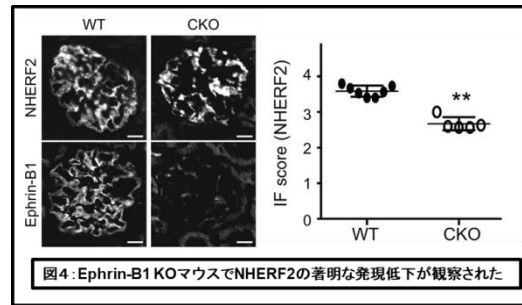 WT
CKO
NHERF2
Ephrin-B1
IF score (NHERF2)
4
3
2
1
0
**
WT
CKO
図4:Ephrin-B1 KOマウスでNHERF2の著明な発現低下が観察された